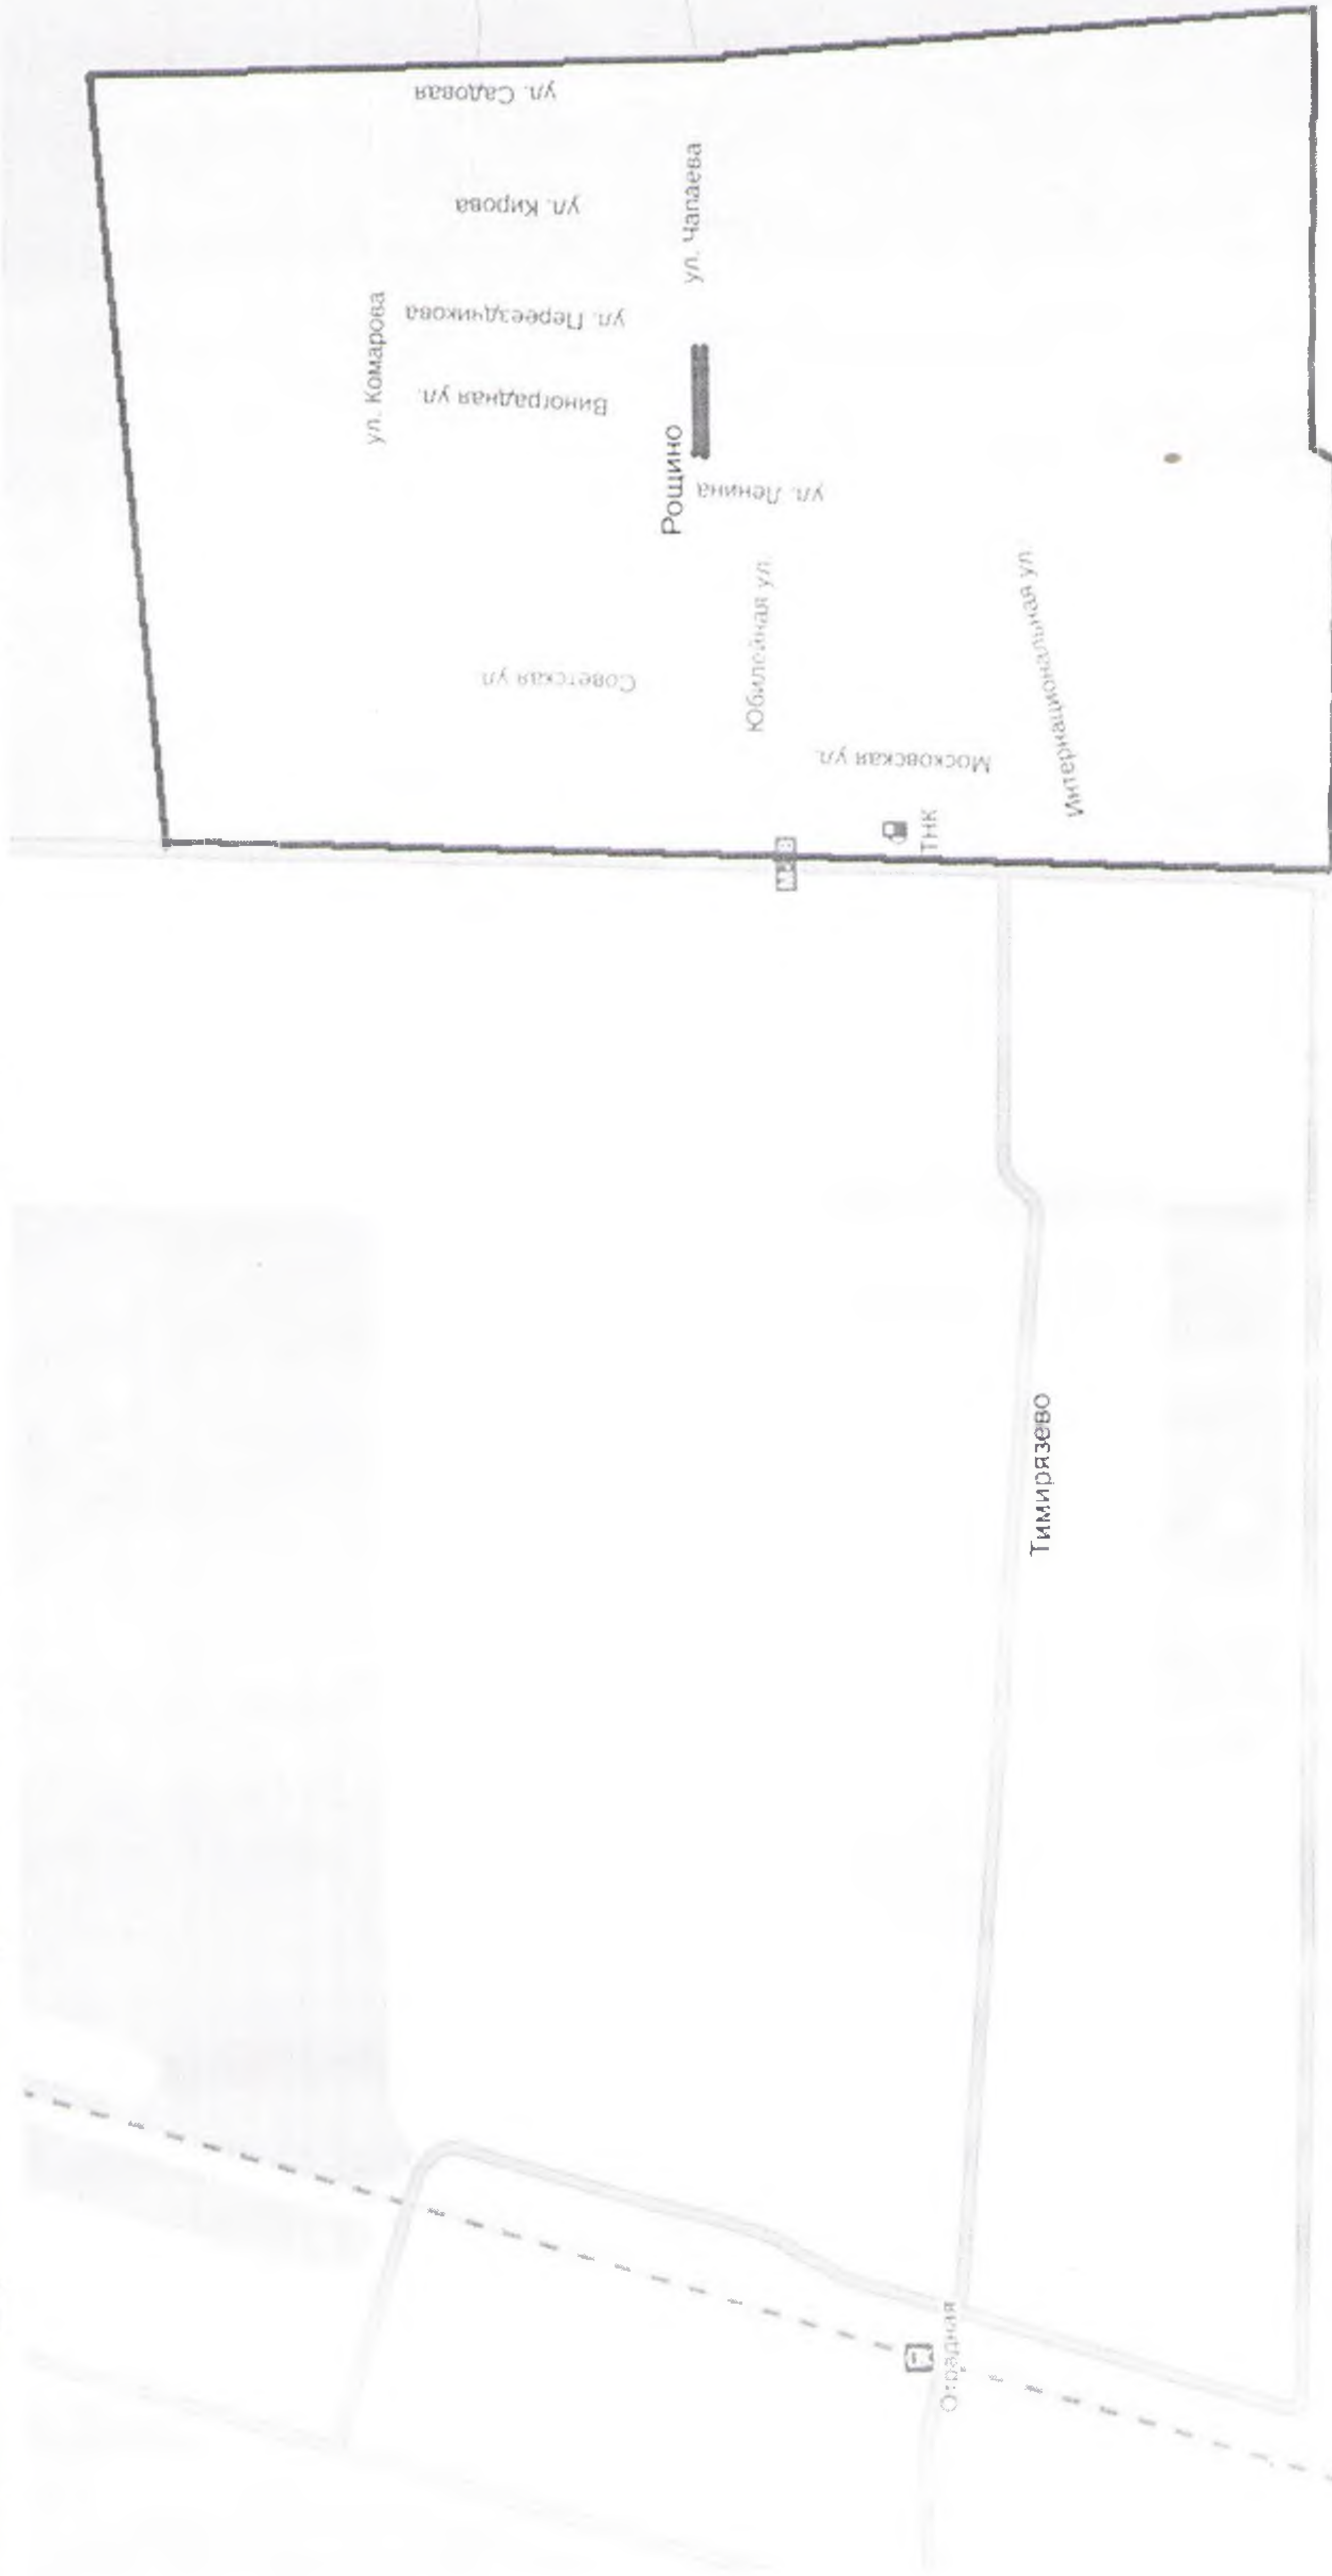 ул. Садовая
ул. Кирова
ул. Чапаева
ул. Переездчикова
ул. Комарова
Виноградная ул.
Рощино
ул. Ленина
Юбилейная ул.
Советская ул.
Интернациональная ул.
Московская ул.
ТНК
Тимирязево
Отрадная